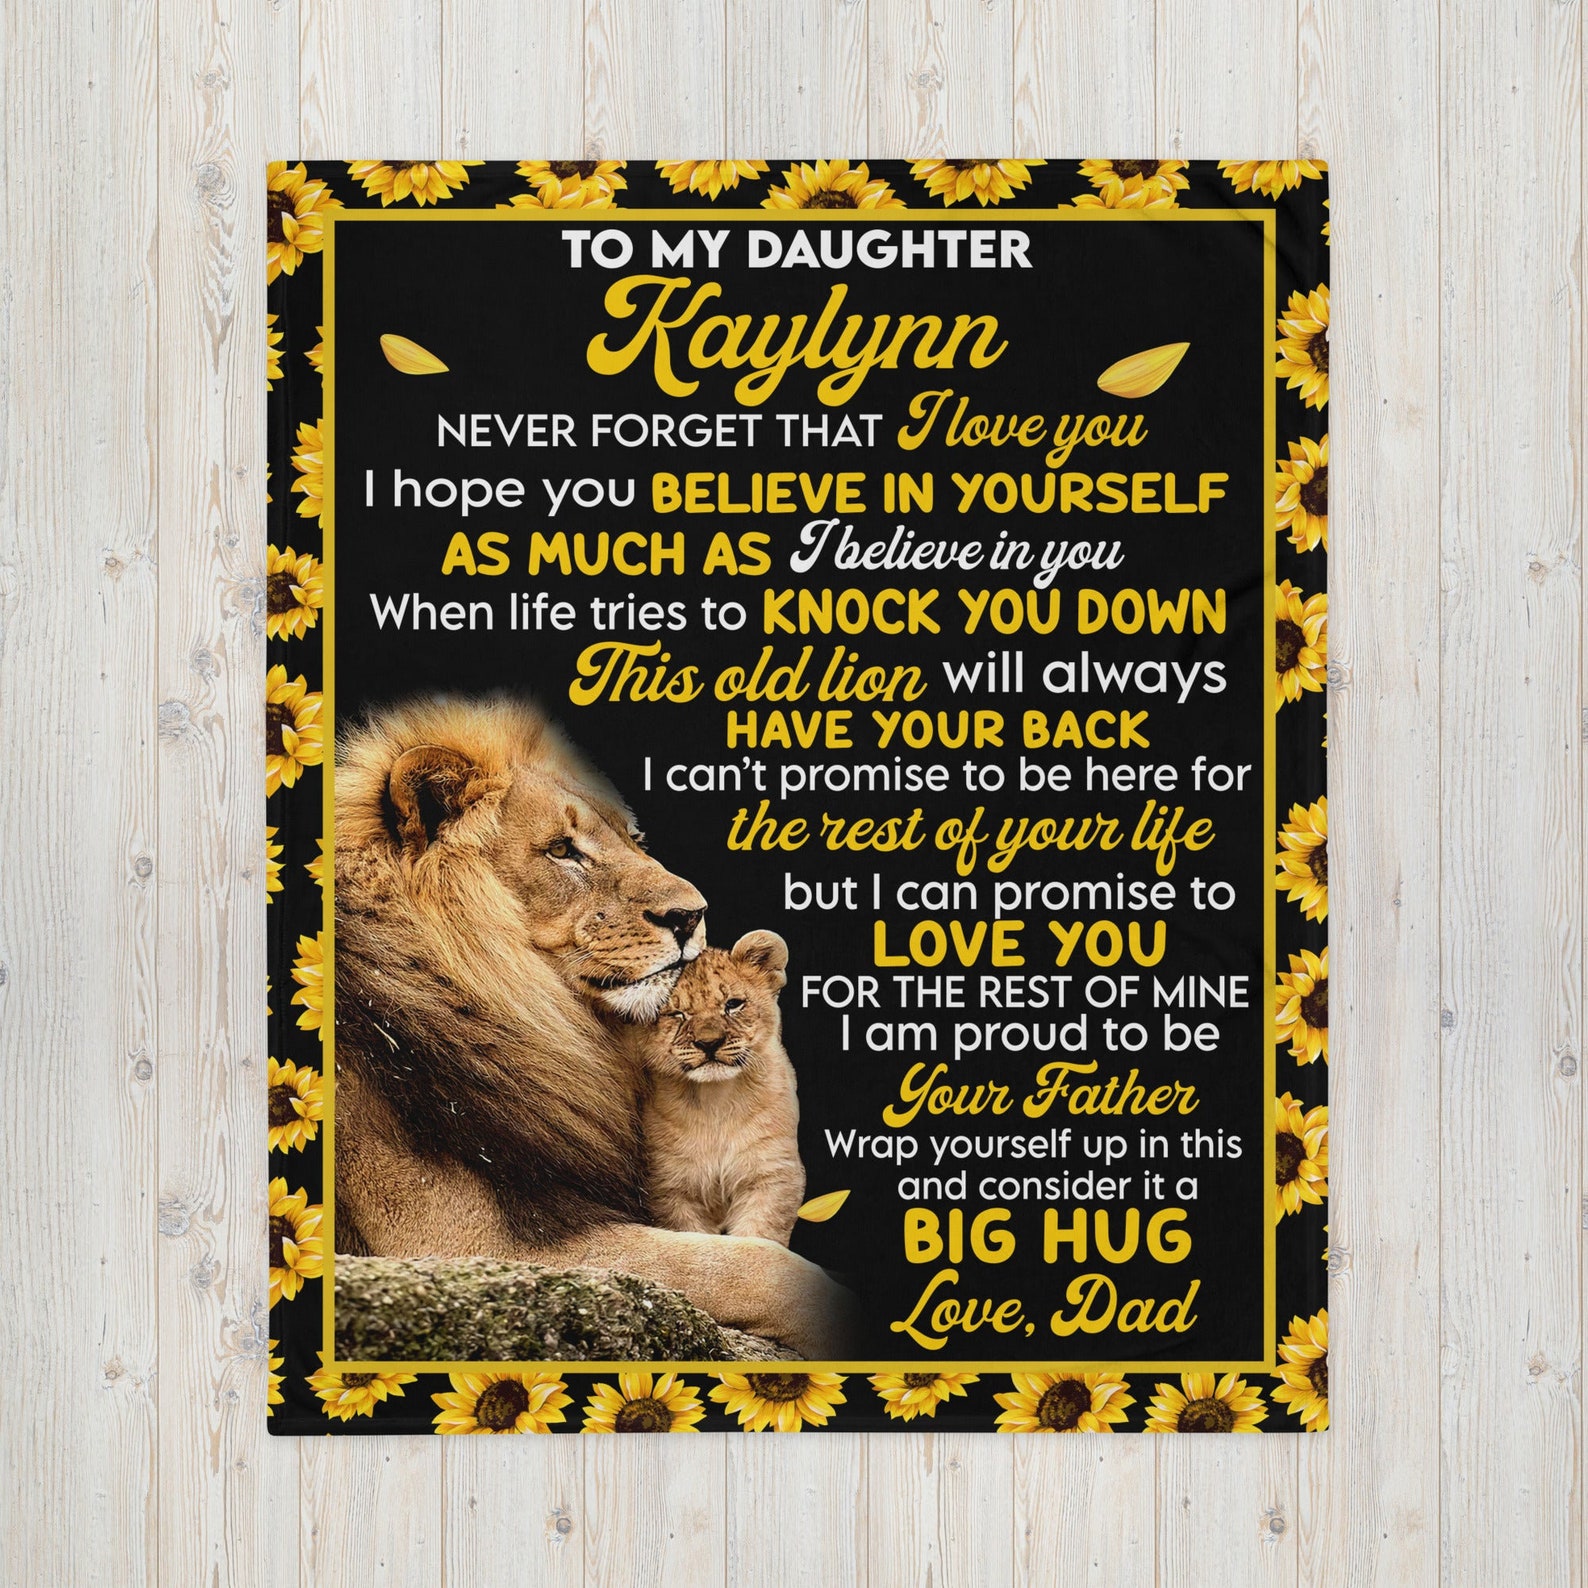 TO MY DAUGHTER
Kaylynn
NEVER FORGET THAT I love you
I hope you BELIEVE IN YOURSELF
AS MUCH AS I believe in you
When life tries to KNOCK YOU DOWN
This old lion will always
HAVE YOUR BACK
I can't promise to be here for
the rest of your life
but I can promise to
LOVE YOU
FOR THE REST OF MINE
I am proud to be
Your Father
Wrap yourself up in this
and consider it a
BIG HUG
Love, Dad